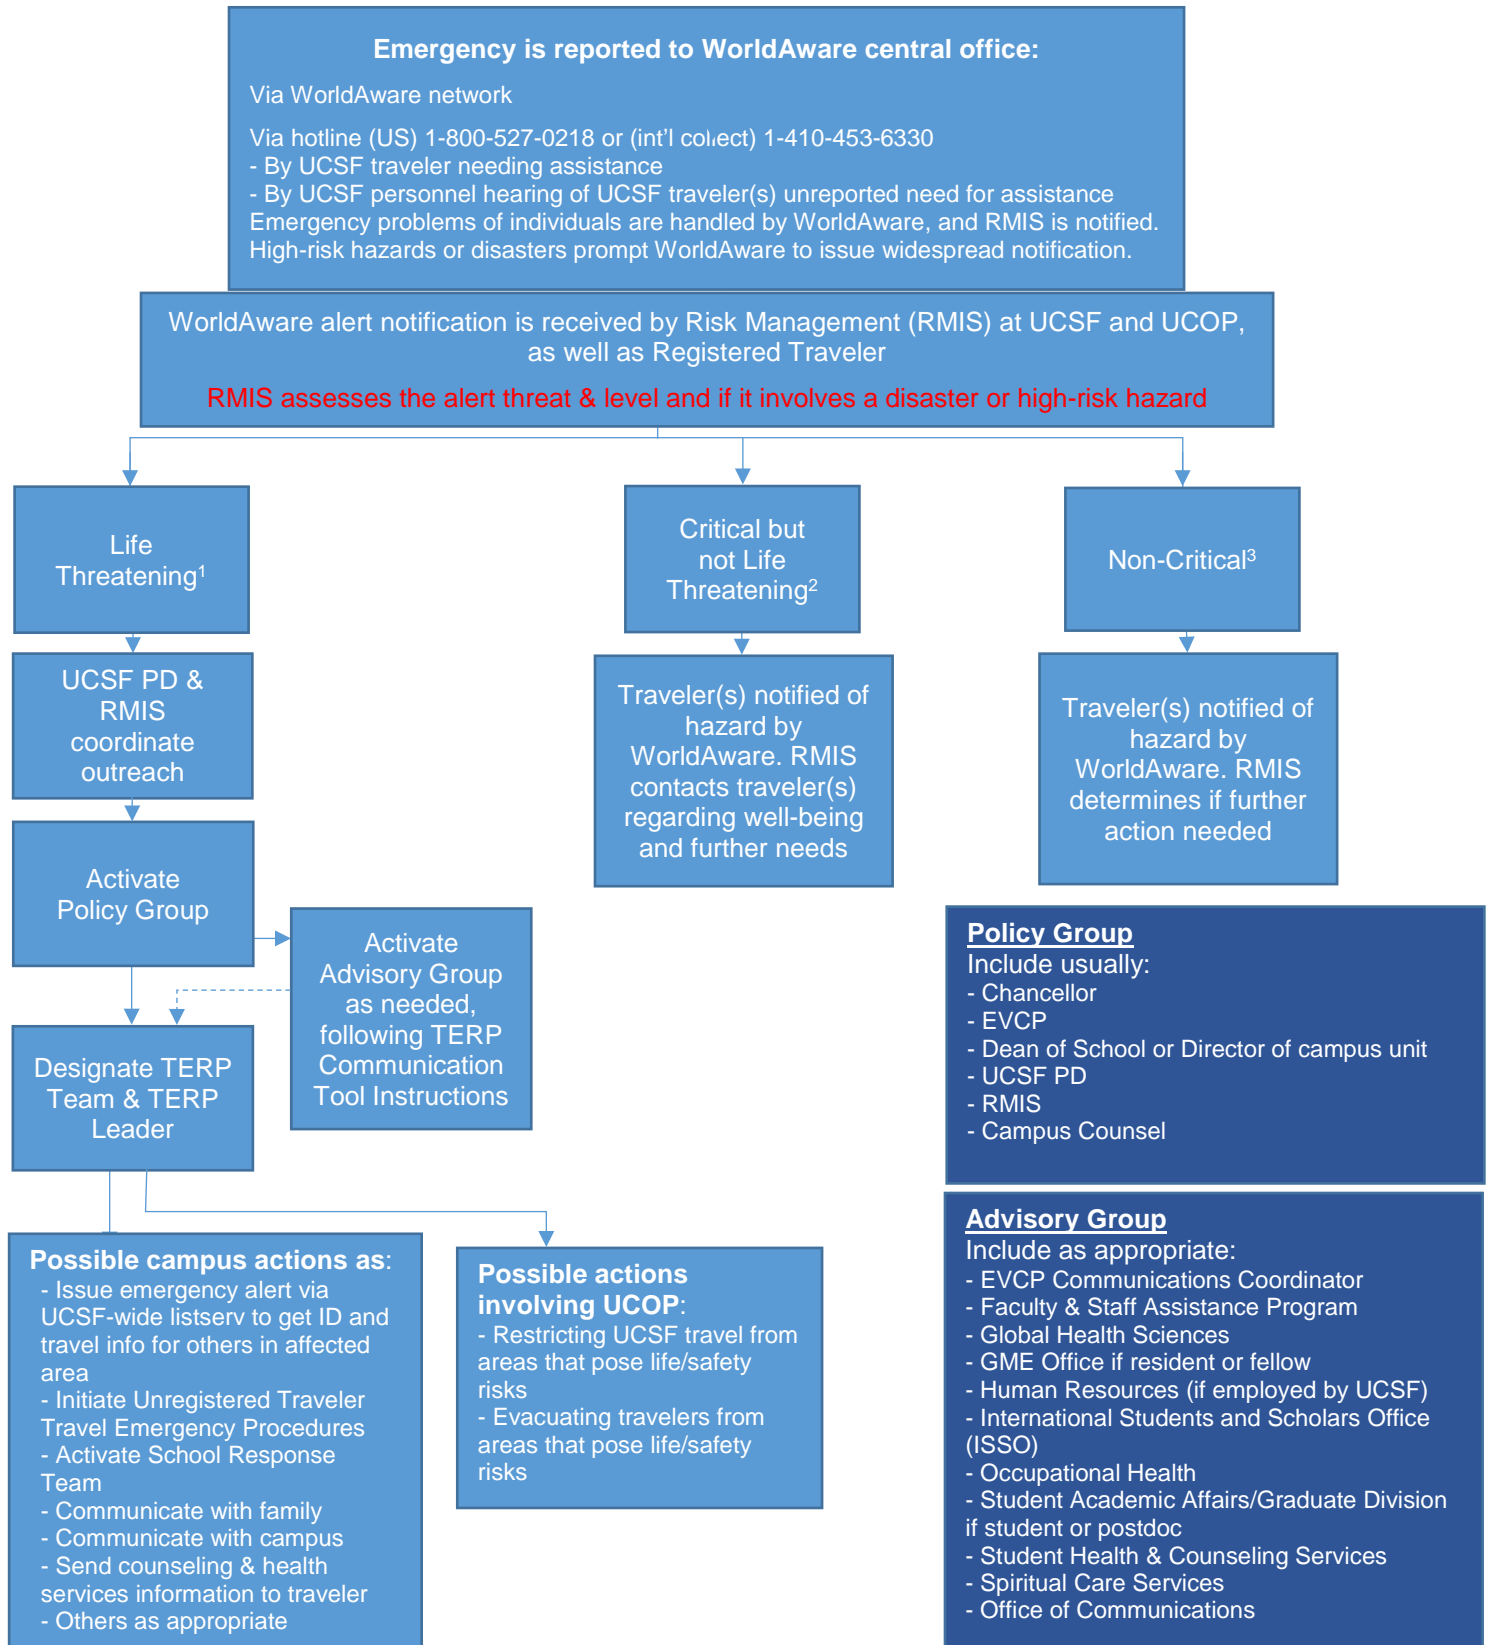 Emergency is reported to WorldAware central office:
Via WorldAware network
Via hotline (US) 1-800-527-0218 or (int'l collect) 1-410-453-6330
- By UCSF traveler needing assistance
- By UCSF personnel hearing of UCSF traveler(s) unreported need for assistance
Emergency problems of individuals are handled by WorldAware, and RMIS is notified.
High-risk hazards or disasters prompt WorldAware to issue widespread notification.
WorldAware alert notification is received by Risk Management (RMIS) at UCSF and UCOP,
as well as Registered Traveler
RMIS assesses the alert threat & level and if it involves a disaster or high-risk hazard
Life
Threatening¹
Critical but
not Life
Threatening²
Non-Critical³
UCSF PD &
RMIS
coordinate
outreach
Traveler(s) notified of
hazard by
WorldAware. RMIS
contacts traveler(s)
regarding well-being
and further needs
Traveler(s) notified of
hazard by
WorldAware. RMIS
determines if further
action needed
Activate
Policy Group
Activate
Advisory Group
as needed,
following TERP
Communication
Tool Instructions
Designate TERP
Team & TERP
Leader
Policy Group
Include usually:
- Chancellor
- EVCP
- Dean of School or Director of campus unit
- UCSF PD
- RMIS
- Campus Counsel
Possible campus actions as:
- Issue emergency alert via
UCSF-wide listserv to get ID and
travel info for others in affected
area
- Initiate Unregistered Traveler
Travel Emergency Procedures
- Activate School Response
Team
- Communicate with family
- Communicate with campus
- Send counseling & health
services information to traveler
- Others as appropriate
Possible actions
involving UCOP:
- Restricting UCSF travel from
areas that pose life/safety
risks
- Evacuating travelers from
areas that pose life/safety
risks
Advisory Group
Include as appropriate:
- EVCP Communications Coordinator
- Faculty & Staff Assistance Program
- Global Health Sciences
- GME Office if resident or fellow
- Human Resources (if employed by UCSF)
- International Students and Scholars Office
(ISSO)
- Occupational Health
- Student Academic Affairs/Graduate Division
if student or postdoc
- Student Health & Counseling Services
- Spiritual Care Services
- Office of Communications